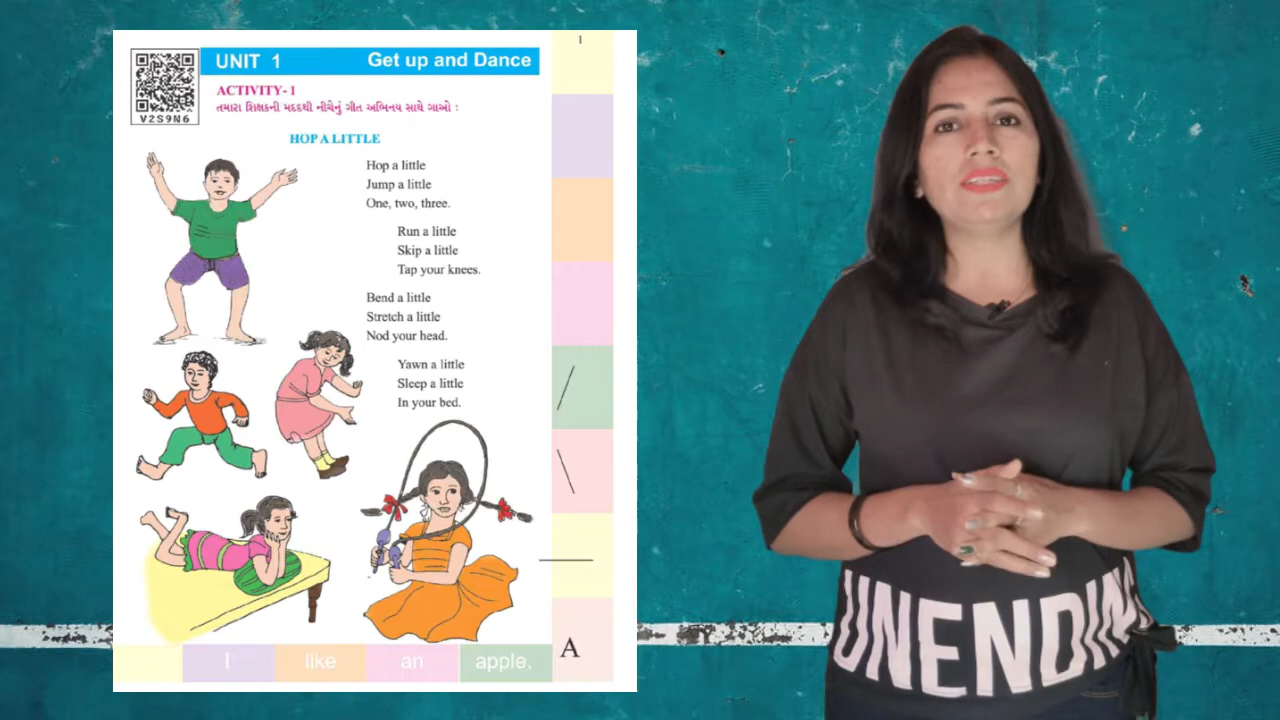 1
UNIT 1 Get up and Dance
ACTIVITY- 1
તમારા શિક્ષકની મદદથી નીચેનું ગીત અભિનય સાથે ગાઓ :
V2S9N6
HOP A LITTLE
Hop a little
Jump a little
One, two, three.
Run a little
Skip a little
Tap your knees.
Bend a little
Stretch a little
Nod your head.
Yawn a little
Sleep a little
In your bed.
A
I like an apple.
UNENDING